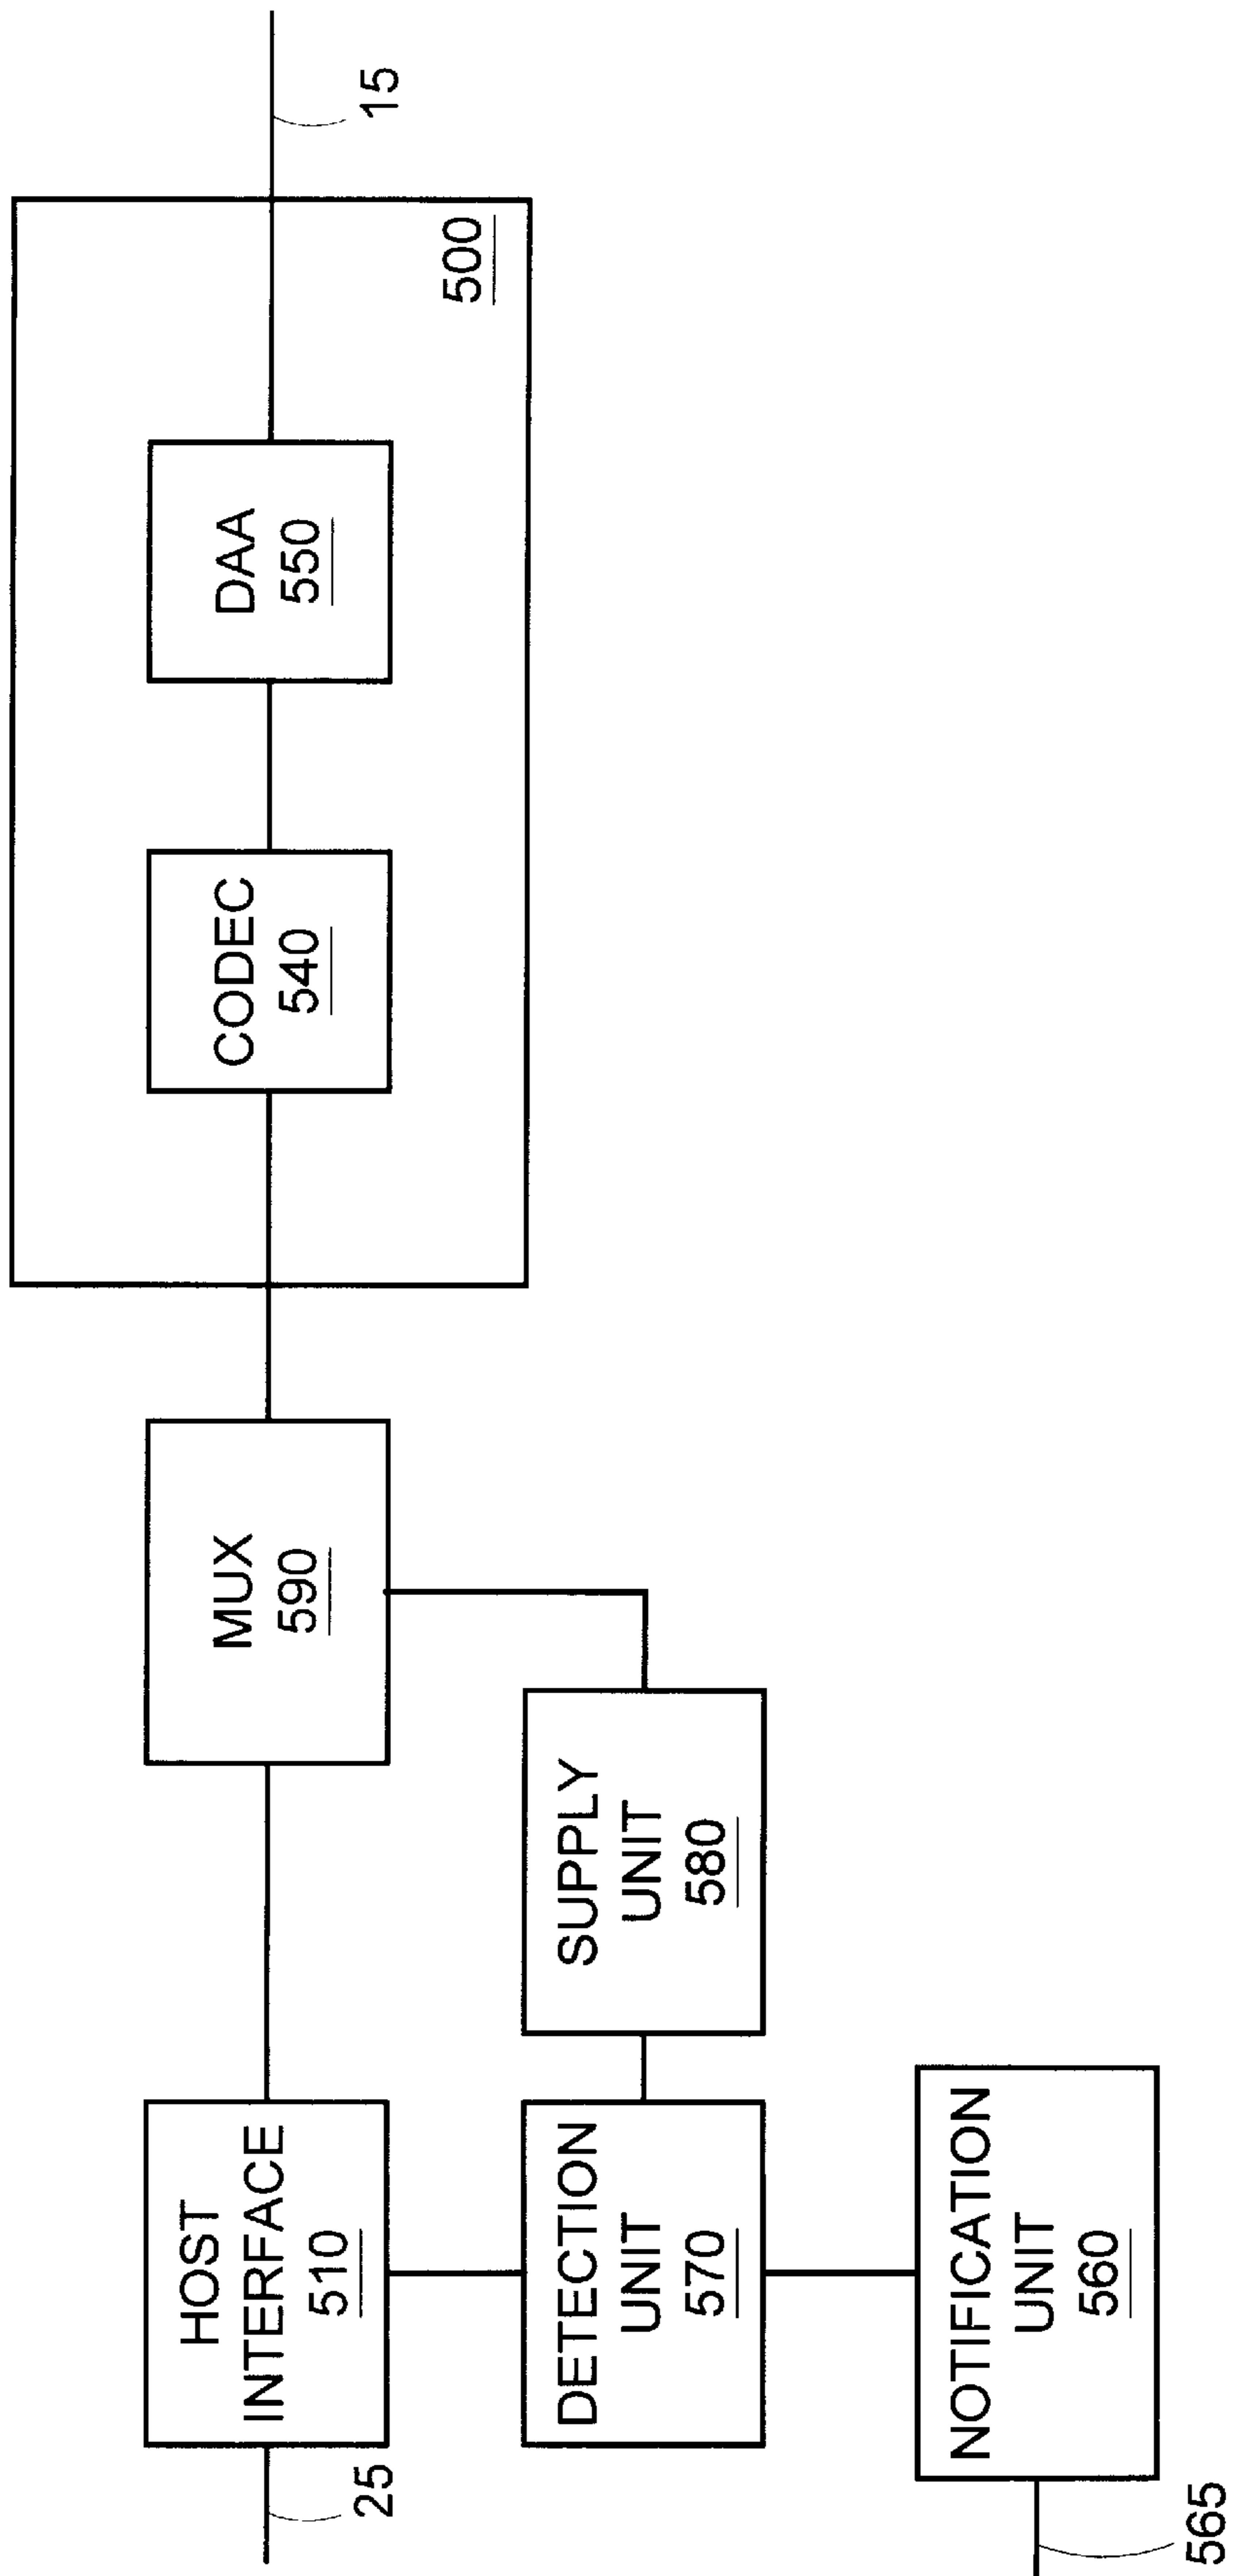 25
HOST
INTERFACE
510
MUX
590
CODEC
540
DAA
550
15
500
DETECTION
UNIT
570
SUPPLY
UNIT
580
565
NOTIFICATION
UNIT
560